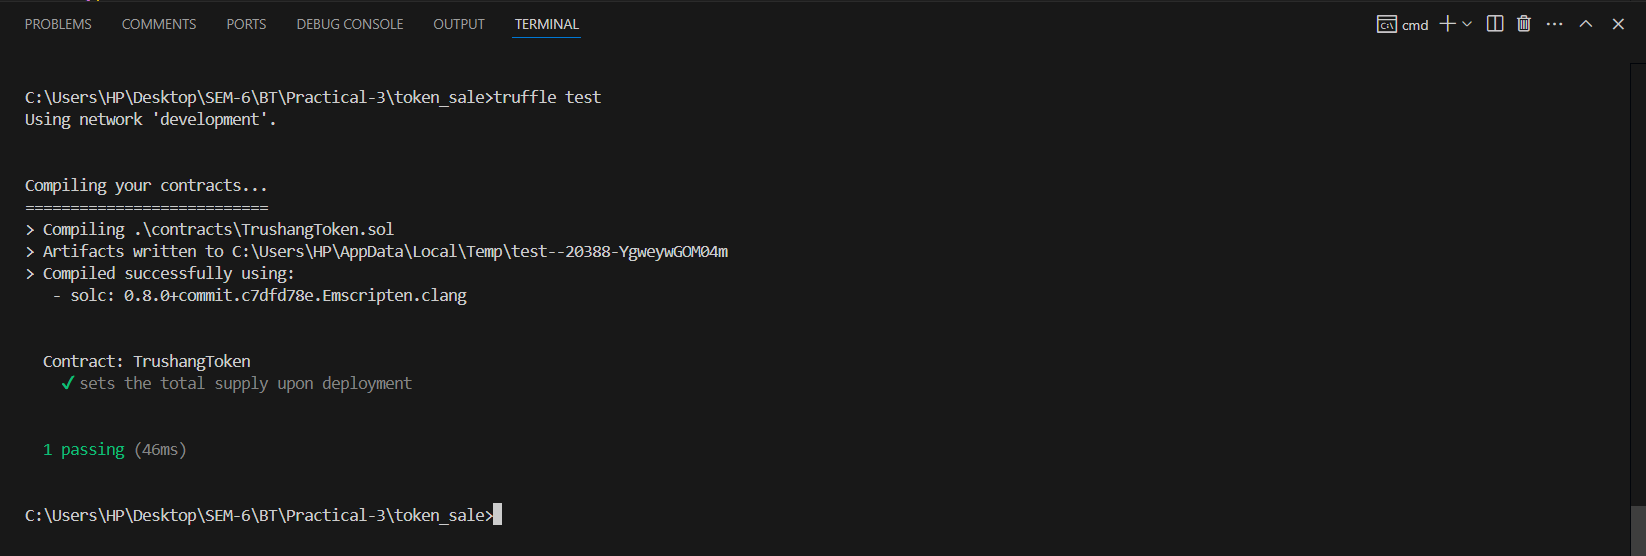 PROBLEMS COMMENTS PORTS DEBUG CONSOLE OUTPUT TERMINAL cmd
C:\Users\HP\Desktop\SEM-6\BT\Practical-3\token_sale>truffle test
Using network 'development'.
Compiling your contracts...
===========================
> Compiling .\contracts\TrushangToken.sol
> Artifacts written to C:\Users\HP\AppData\Local\Temp\test--20388-YgweywGOM04m
> Compiled successfully using:
- solc: 0.8.0+commit.c7dfd78e.Emscripten.clang
Contract: TrushangToken
✓ sets the total supply upon deployment
1 passing (46ms)
C:\Users\HP\Desktop\SEM-6\BT\Practical-3\token_sale>